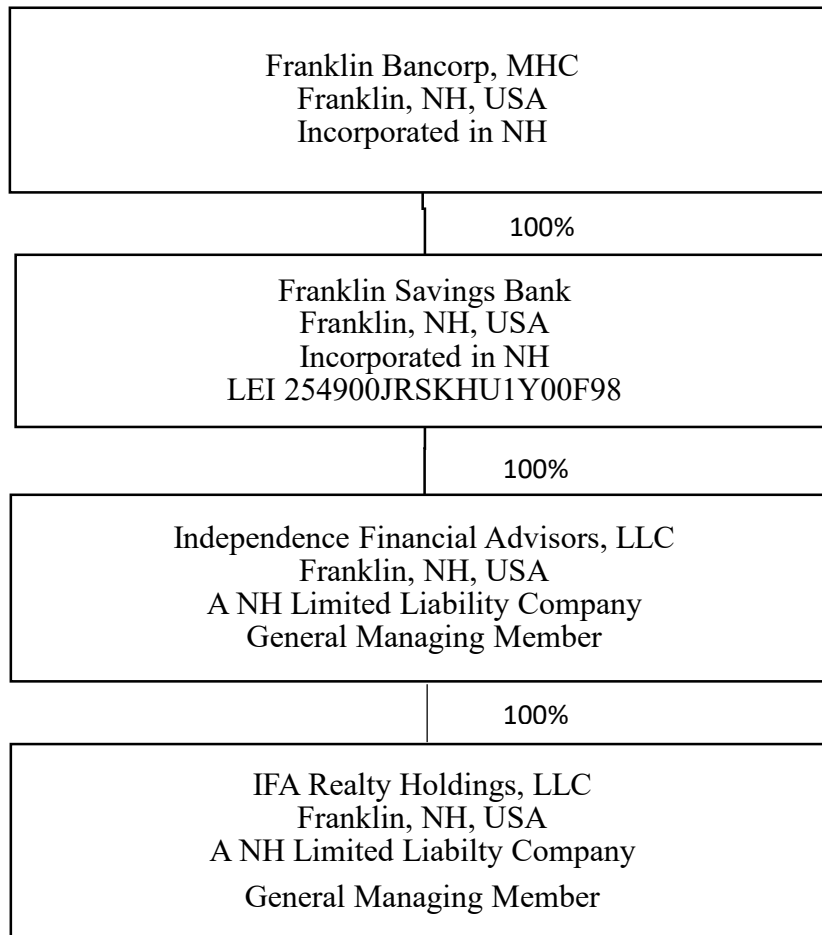 Franklin Bancorp, MHC
Franklin, NH, USA
Incorporated in NH
100%
Franklin Savings Bank
Franklin, NH, USA
Incorporated in NH
LEI 254900JRSKHU1Y00F98
100%
Independence Financial Advisors, LLC
Franklin, NH, USA
A NH Limited Liability Company
General Managing Member
100%
IFA Realty Holdings, LLC
Franklin, NH, USA
A NH Limited Liabilty Company
General Managing Member